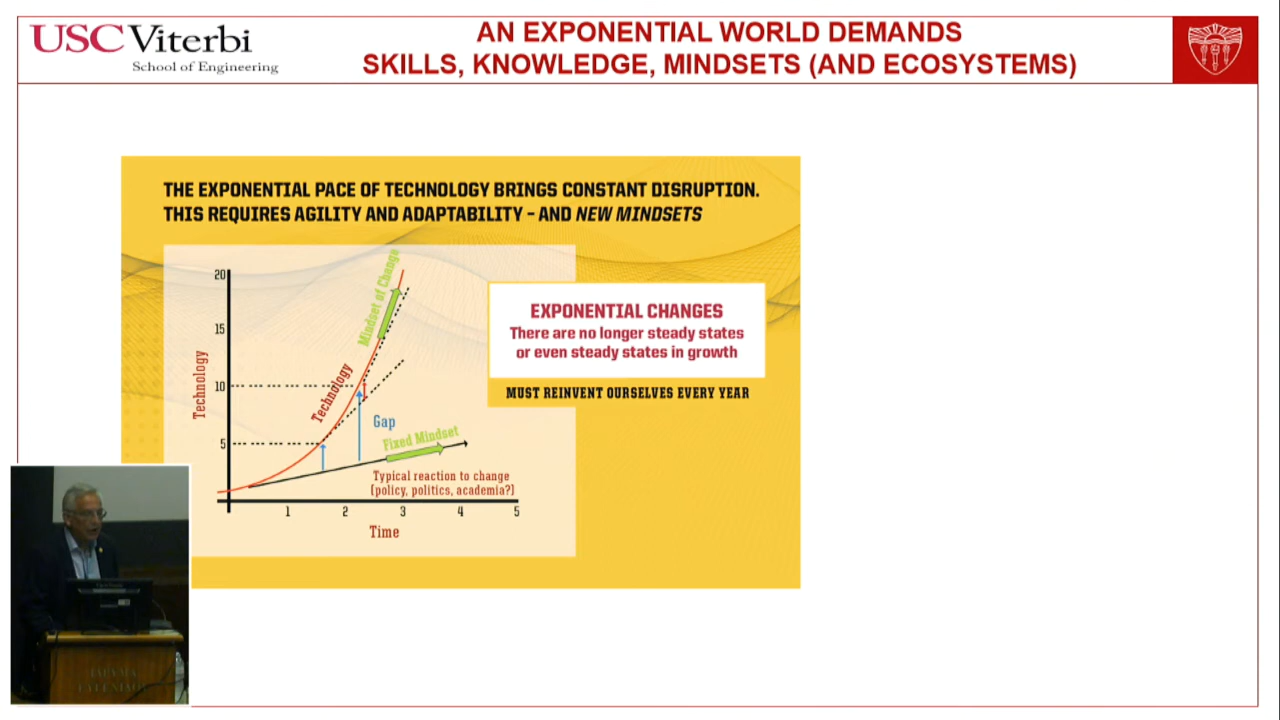 USC Viterbi
School of Engineering
AN EXPONENTIAL WORLD DEMANDS
SKILLS, KNOWLEDGE, MINDSETS (AND ECOSYSTEMS)
THE EXPONENTIAL PACE OF TECHNOLOGY BRINGS CONSTANT DISRUPTION.
THIS REQUIRES AGILITY AND ADAPTABILITY – AND NEW MINDSETS
20
15
10
5
Technology
Technology
Mindset of Change
Gap
Fixed Mindset
Typical reaction to change
(policy, politics, academia?)
1 2 3 4 5
Time
EXPONENTIAL CHANGES
There are no longer steady states
or even steady states in growth
MUST REINVENT OURSELVES EVERY YEAR